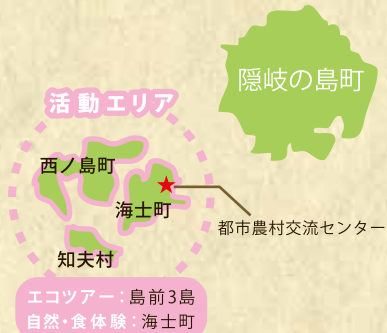 隠岐の島町
活動エリア
西ノ島町
海士町
都市農村交流センター
知夫村
エコツアー：島前3島
自然・食体験：海士町